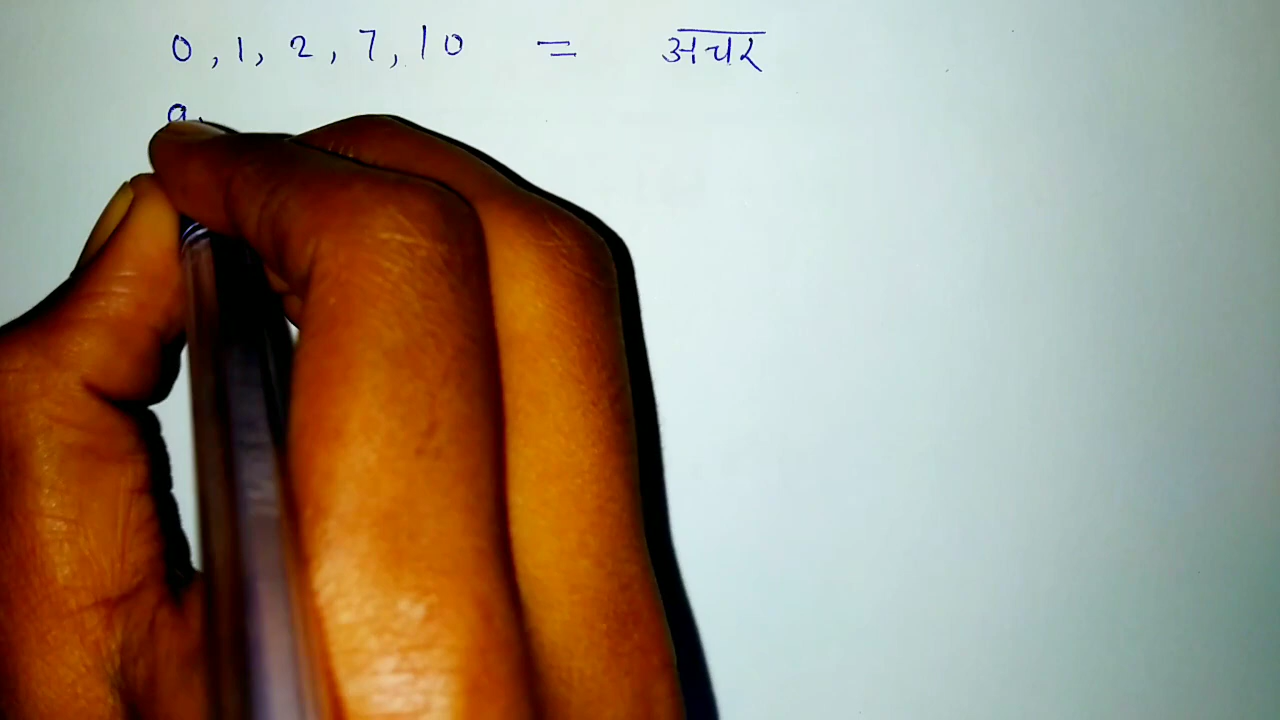 0, 1, 2, 7, 10 = अचर
a,